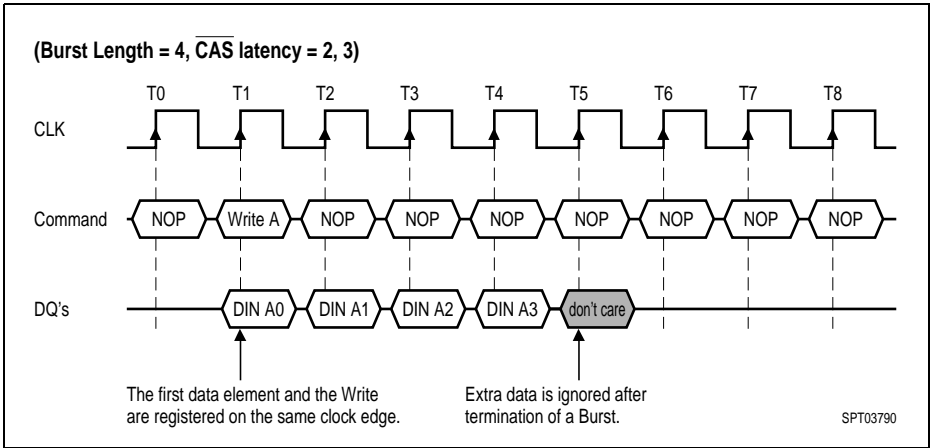 (Burst Length = 4, CAS latency = 2, 3)
T0 T1 T2 T3 T4 T5 T6 T7 T8
CLK
Command NOP Write A NOP NOP NOP NOP NOP NOP NOP
DQ's DIN A0 DIN A1 DIN A2 DIN A3 don't care
The first data element and the Write
are registered on the same clock edge.
Extra data is ignored after
termination of a Burst.
SPT03790